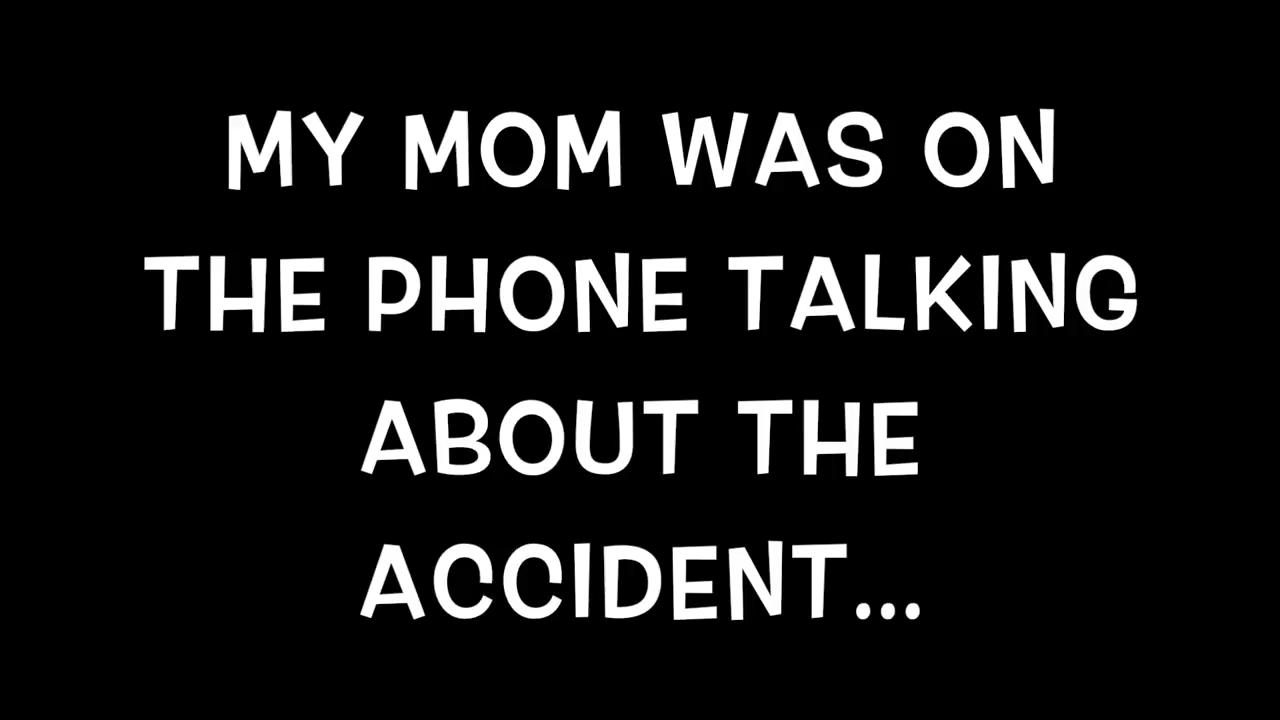 MY MOM WAS ON
THE PHONE TALKING
ABOUT THE
ACCIDENT...